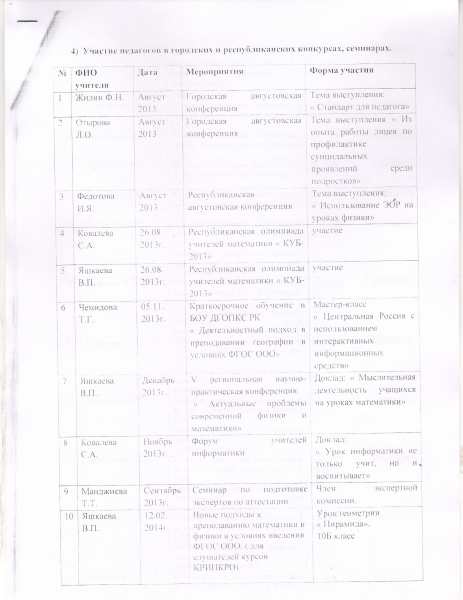 4) Участие педагогов в городских и республиканских конкурсах, семинарах.
№ ФИО учителя Дата Мероприятия Форма участия
1 Жилин Ф.Н. Август 2013 Городская августовская конференция Тема выступления: « Стандарт для педагога»
2 Отырова Л.О. Август 2013 Городская августовская конференция Тема выступления « Из опыта работы лицея по профилактике суицидальных проявлений среди подростков»
3 Федотова И.Я. Август 2013 Республиканская августовская конференция Тема выступления: « Использование ЭОР на уроках физики»
4 Ковалева С.А. 26.08. 2013г. Республиканская олимпиада учителей математики « КУБ-2013» участие
5 Яшкаева В.П. 26.08. 2013г. Республиканская олимпиада учителей математики « КУБ-2013» участие
6 Чемидова Т.Г. 05.11. 2013г. Краткосрочное обучение в БОУ ДПОПКС РК « Деятельностный подход в преподавании географии в условиях ФГОС ООО» Мастер-класс « Центральная Россия с использованием интерактивных информационных средств»
7 Яшкаева В.П. Декабрь 2013г. V региональная научно-практическая конференция « Актуальные проблемы современной физики и математики» Доклад: « Мыслительная деятельность учащихся на уроках математики»
8 Ковалева С.А. Ноябрь 2013г. Форум учителей информатики Доклад: « Урок информатики не только учит, но и воспитывает»
9 Манджиева Т.Т. Сентябрь 2013г. Семинар по подготовке экспертов по аттестации Член экспертной комиссии.
10 Яшкаева В.П. 12.02. 2014г Новые подходы к преподаванию математики и физики в условиях введения ФГОС ООО. ( для слушателей курсов КРИПКРО) Урок геометрии « Пирамида». 10Б класс